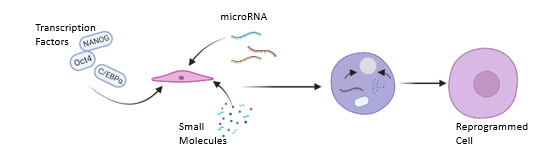 microRNA
Transcription
Factors
NANOG
Oct4
C/EBPα
Small
Molecules
Reprogrammed
Cell